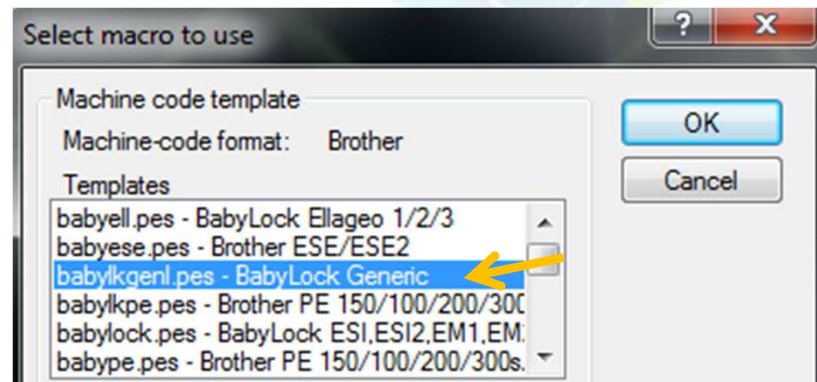 Select macro to use
?
X
Machine code template
OK
Machine-code format: Brother
Cancel
Templates
babyell.pes - BabyLock Ellageo 1/2/3
babyese.pes - Brother ESE/ESE2
babylkgenl.pes - BabyLock Generic
babylkpe.pes - Brother PE 150/100/200/300
babylock.pes - BabyLock ESI,ESI2,EM1,EM
babype.pes - Brother PE 150/100/200/300s.